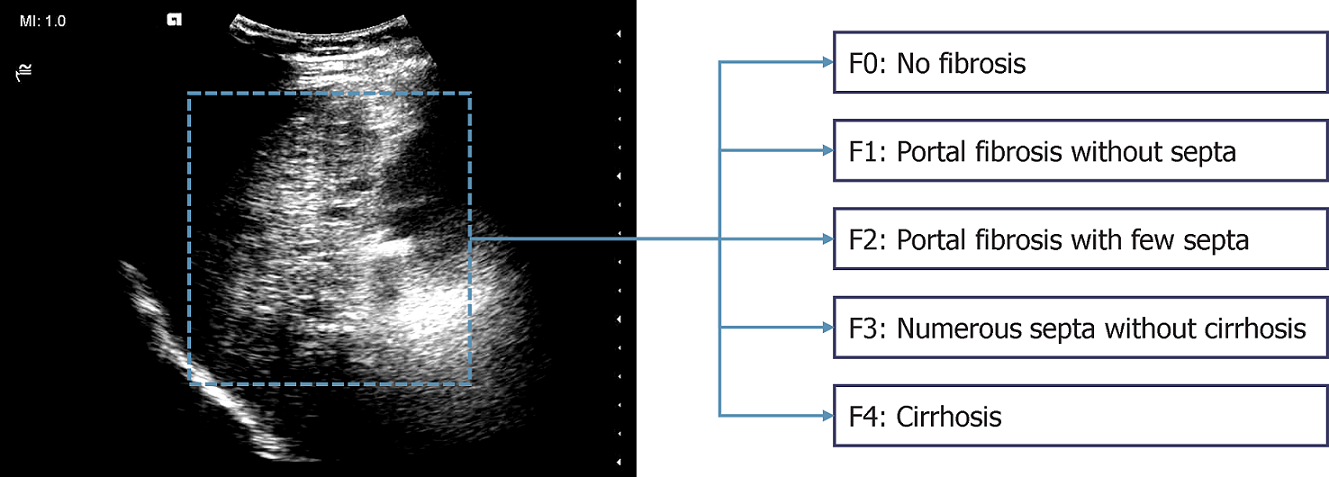 MI: 1.0
F0: No fibrosis
F1: Portal fibrosis without septa
F2: Portal fibrosis with few septa
F3: Numerous septa without cirrhosis
F4: Cirrhosis